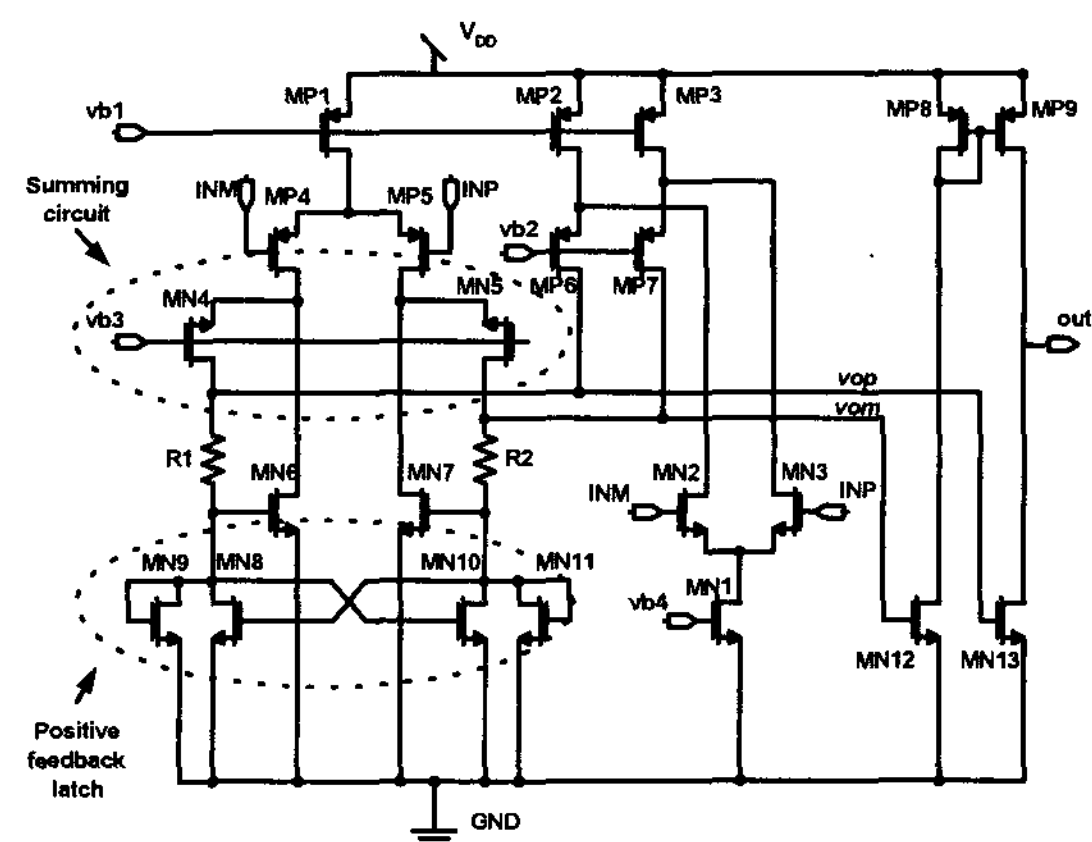 V_DD
MP1
MP2
MP3
MP8
MP9
vb1
Summing
circuit
INM
MP4
MP5
INP
vb2
MP6
MP7
MN4
MN5
vb3
out
vop
vom
R1
R2
MN6
MN7
MN2
MN3
INM
INP
MN9
MN8
MN10
MN11
MN1
vb4
MN12
MN13
Positive
feedback
latch
GND